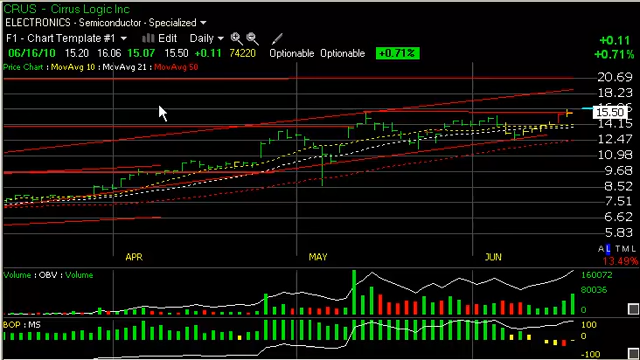 CRUS - Cirrus Logic Inc
ELECTRONICS - Semiconductor - Specialized
+0.11
F1 - Chart Template #1 Edit Daily
+0.71%
06/16/10 15.20 16.06 15.07 15.50 +0.11 74220 Optionable Optionable +0.71%
Price Chart : MovAvg 10 : MovAvg 21 : MovAvg 50
20.69
18.23
15.50
14.15
12.47
10.98
9.68
8.52
7.51
6.62
5.83
A L T M L
APR MAY JUN
13.49%
Volume : OBV : Volume
160072
80036
0
BOP : MS
100
0
-100